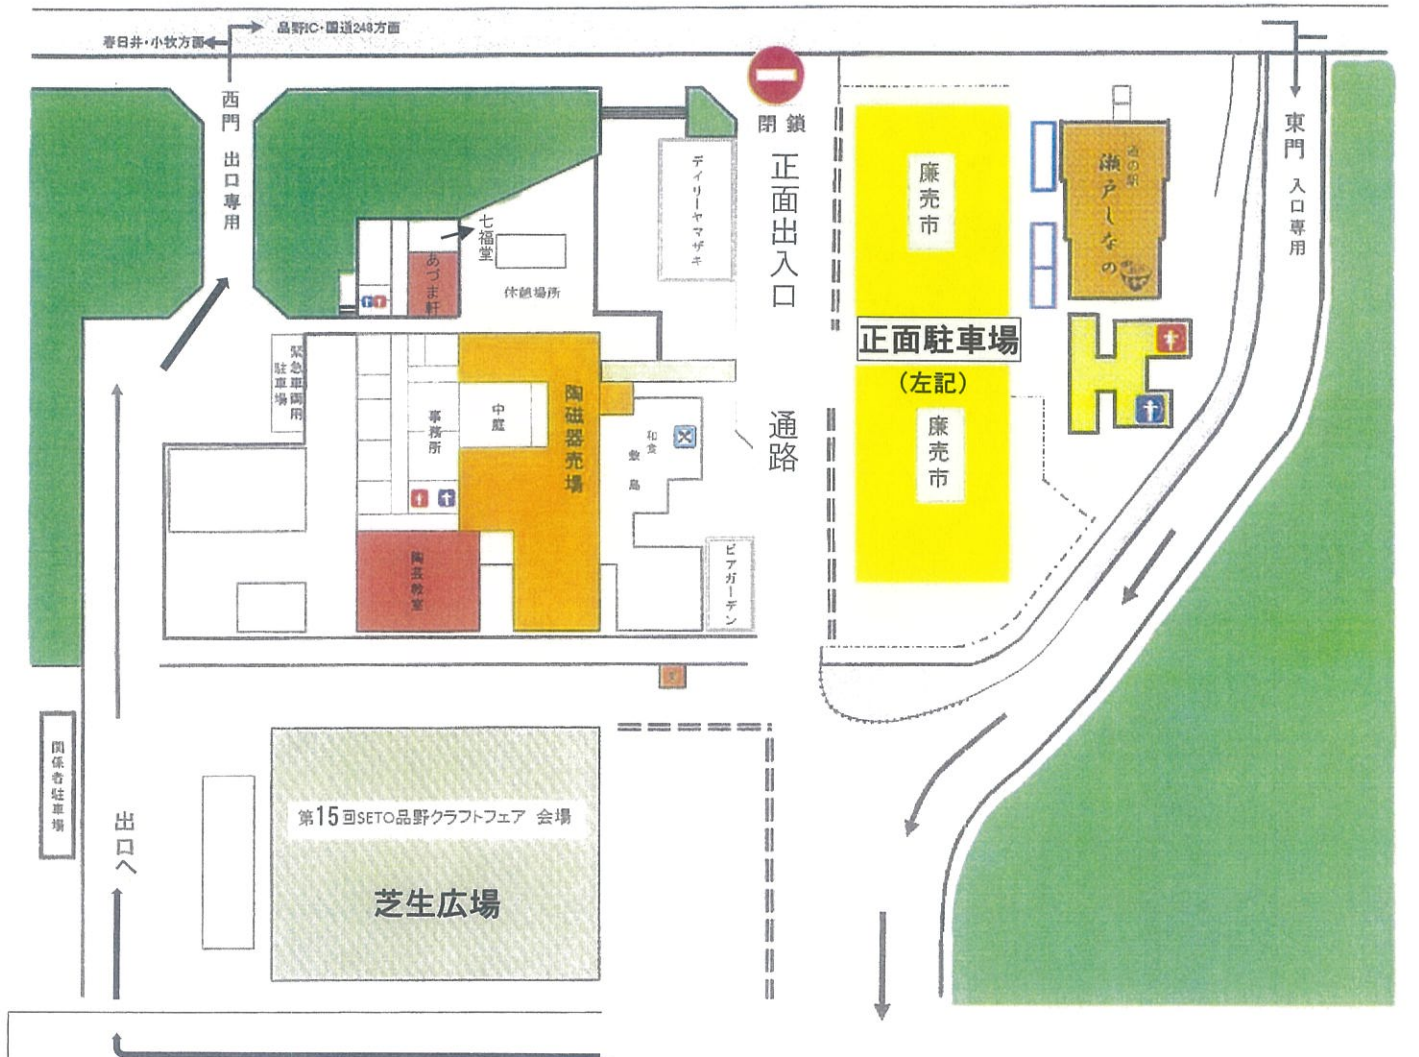 品野IC・国道248方面
春日井・小牧方面
西門 出口専用
閉鎖
正面出入口
通路
デイリーヤマザキ
廉売市
道の駅
瀬戸しなの
東門 入口専用
七福堂
あづま軒
休憩場所
正面駐車場
(左記)
廉売市
緊急車両用
駐車場
事務所
中庭
陶磁器売場
和食
敷島
陶芸教室
ビアガーデン
関係者駐車場
出口へ
第15回SETO品野クラフトフェア 会場
芝生広場